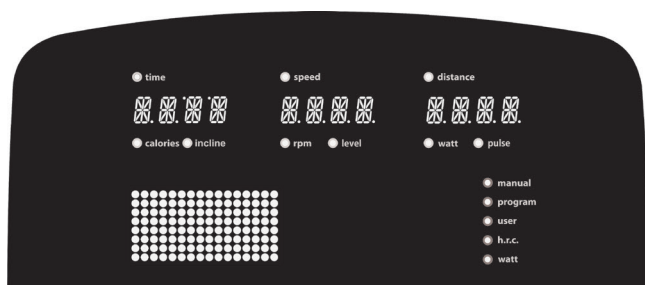 time speed distance
calories incline rpm level watt pulse
manual
program
user
h.r.c.
watt